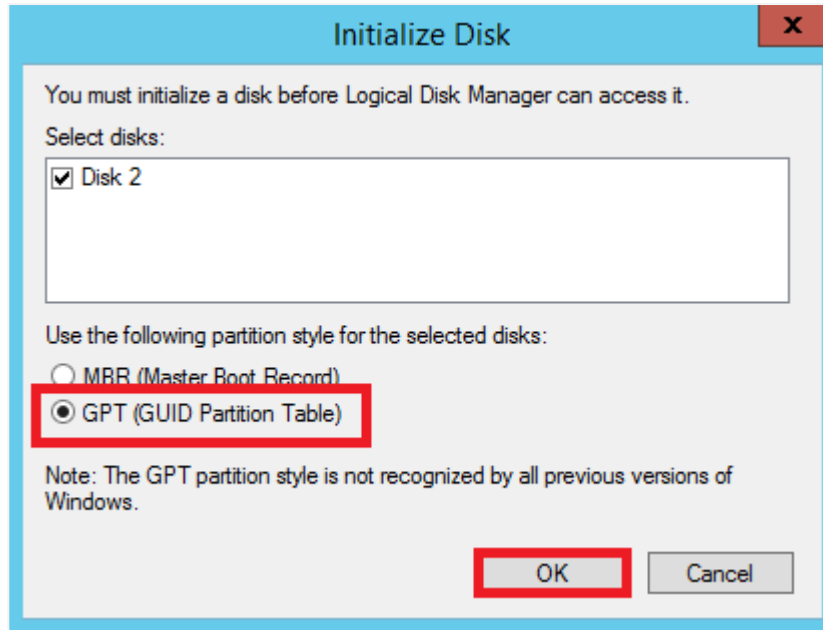 Initialize Disk
x
You must initialize a disk before Logical Disk Manager can access it.
Select disks:
Disk 2
Use the following partition style for the selected disks:
MBR (Master Boot Record)
GPT (GUID Partition Table)
Note: The GPT partition style is not recognized by all previous versions of
Windows.
OK Cancel